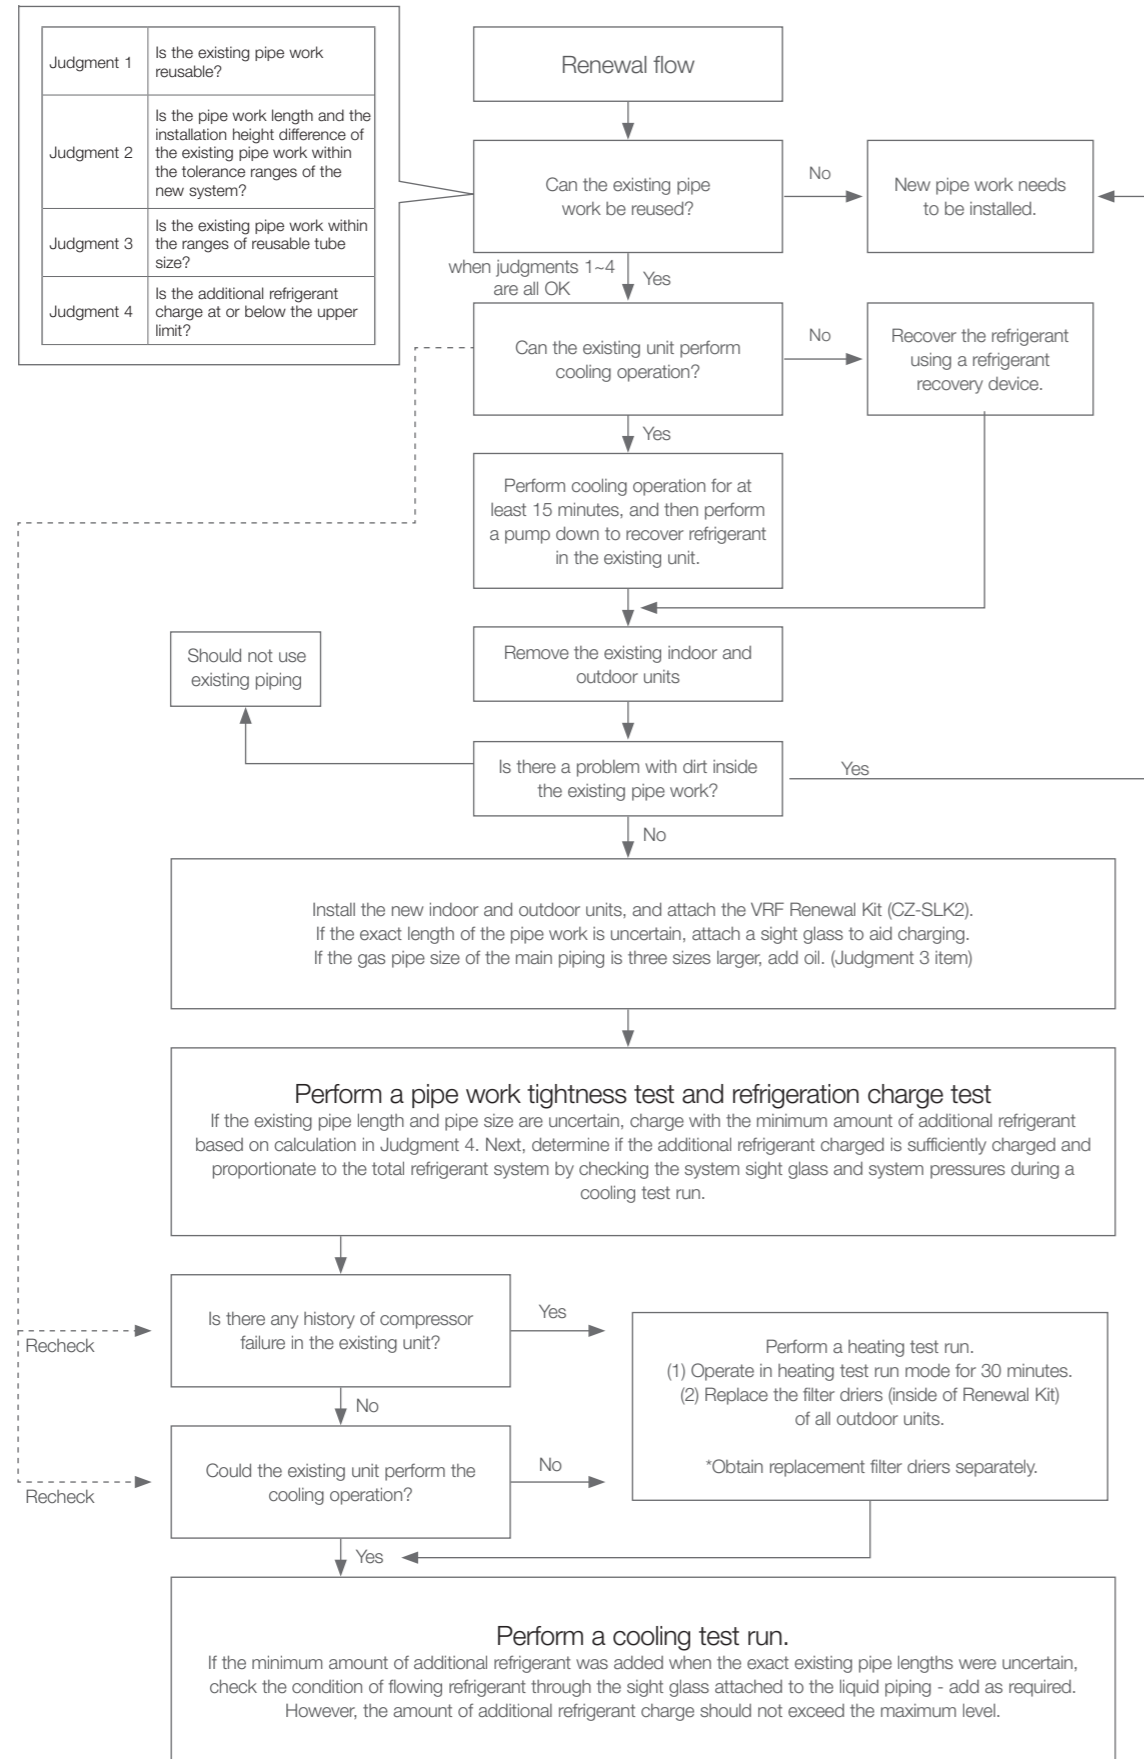 Judgment 1
Is the existing pipe work
reusable?
Judgment 2
Is the pipe work length and the
installation height difference of
the existing pipe work within
the tolerance ranges of the
new system?
Judgment 3
Is the existing pipe work within
the ranges of reusable tube
size?
Judgment 4
Is the additional refrigerant
charge at or below the upper
limit?
Renewal flow
Can the existing pipe
work be reused?
No
New pipe work needs
to be installed.
when judgments 1~4
are all OK
Yes
Can the existing unit perform
cooling operation?
No
Recover the refrigerant
using a refrigerant
recovery device.
Yes
Perform cooling operation for at
least 15 minutes, and then perform
a pump down to recover refrigerant
in the existing unit.
Remove the existing indoor and
outdoor units
Should not use
existing piping
Is there a problem with dirt inside
the existing pipe work?
Yes
No
Install the new indoor and outdoor units, and attach the VRF Renewal Kit (CZ-SLK2).
If the exact length of the pipe work is uncertain, attach a sight glass to aid charging.
If the gas pipe size of the main piping is three sizes larger, add oil. (Judgment 3 item)
Perform a pipe work tightness test and refrigeration charge test
If the existing pipe length and pipe size are uncertain, charge with the minimum amount of additional refrigerant
based on calculation in Judgment 4. Next, determine if the additional refrigerant charged is sufficiently charged and
proportionate to the total refrigerant system by checking the system sight glass and system pressures during a
cooling test run.
Recheck
Is there any history of compressor
failure in the existing unit?
Yes
Perform a heating test run.
(1) Operate in heating test run mode for 30 minutes.
(2) Replace the filter driers (inside of Renewal Kit)
of all outdoor units.
*Obtain replacement filter driers separately.
No
Recheck
Could the existing unit perform the
cooling operation?
No
Yes
Perform a cooling test run.
If the minimum amount of additional refrigerant was added when the exact existing pipe lengths were uncertain,
check the condition of flowing refrigerant through the sight glass attached to the liquid piping - add as required.
However, the amount of additional refrigerant charge should not exceed the maximum level.